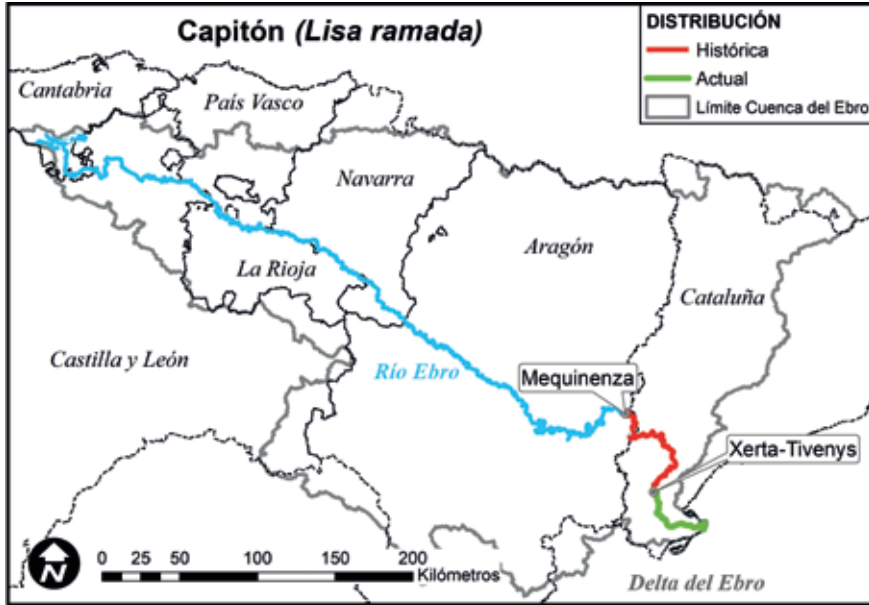 Capitón (Lisa ramada)
DISTRIBUCIÓN
Histórica
Actual
Límite Cuenca del Ebro
Cantabria
País Vasco
Navarra
Aragón
La Rioja
Cataluña
Castilla y León
Río Ebro
Mequinenza
Xerta-Tivenys
N
0 25 50 100 150 200
Kilómetros
Delta del Ebro